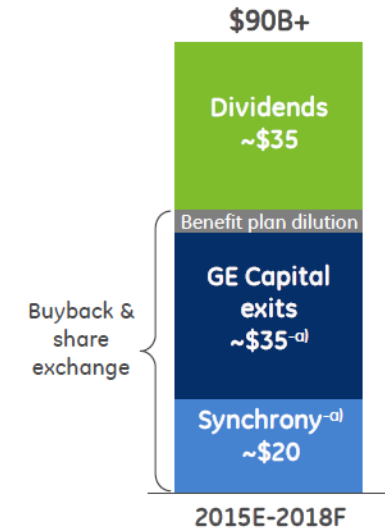 $90B+
Dividends
~$35
Benefit plan dilution
GE Capital
exits
~$35-a)
Buyback &
share
exchange
Synchrony-a)
~$20
2015E-2018F